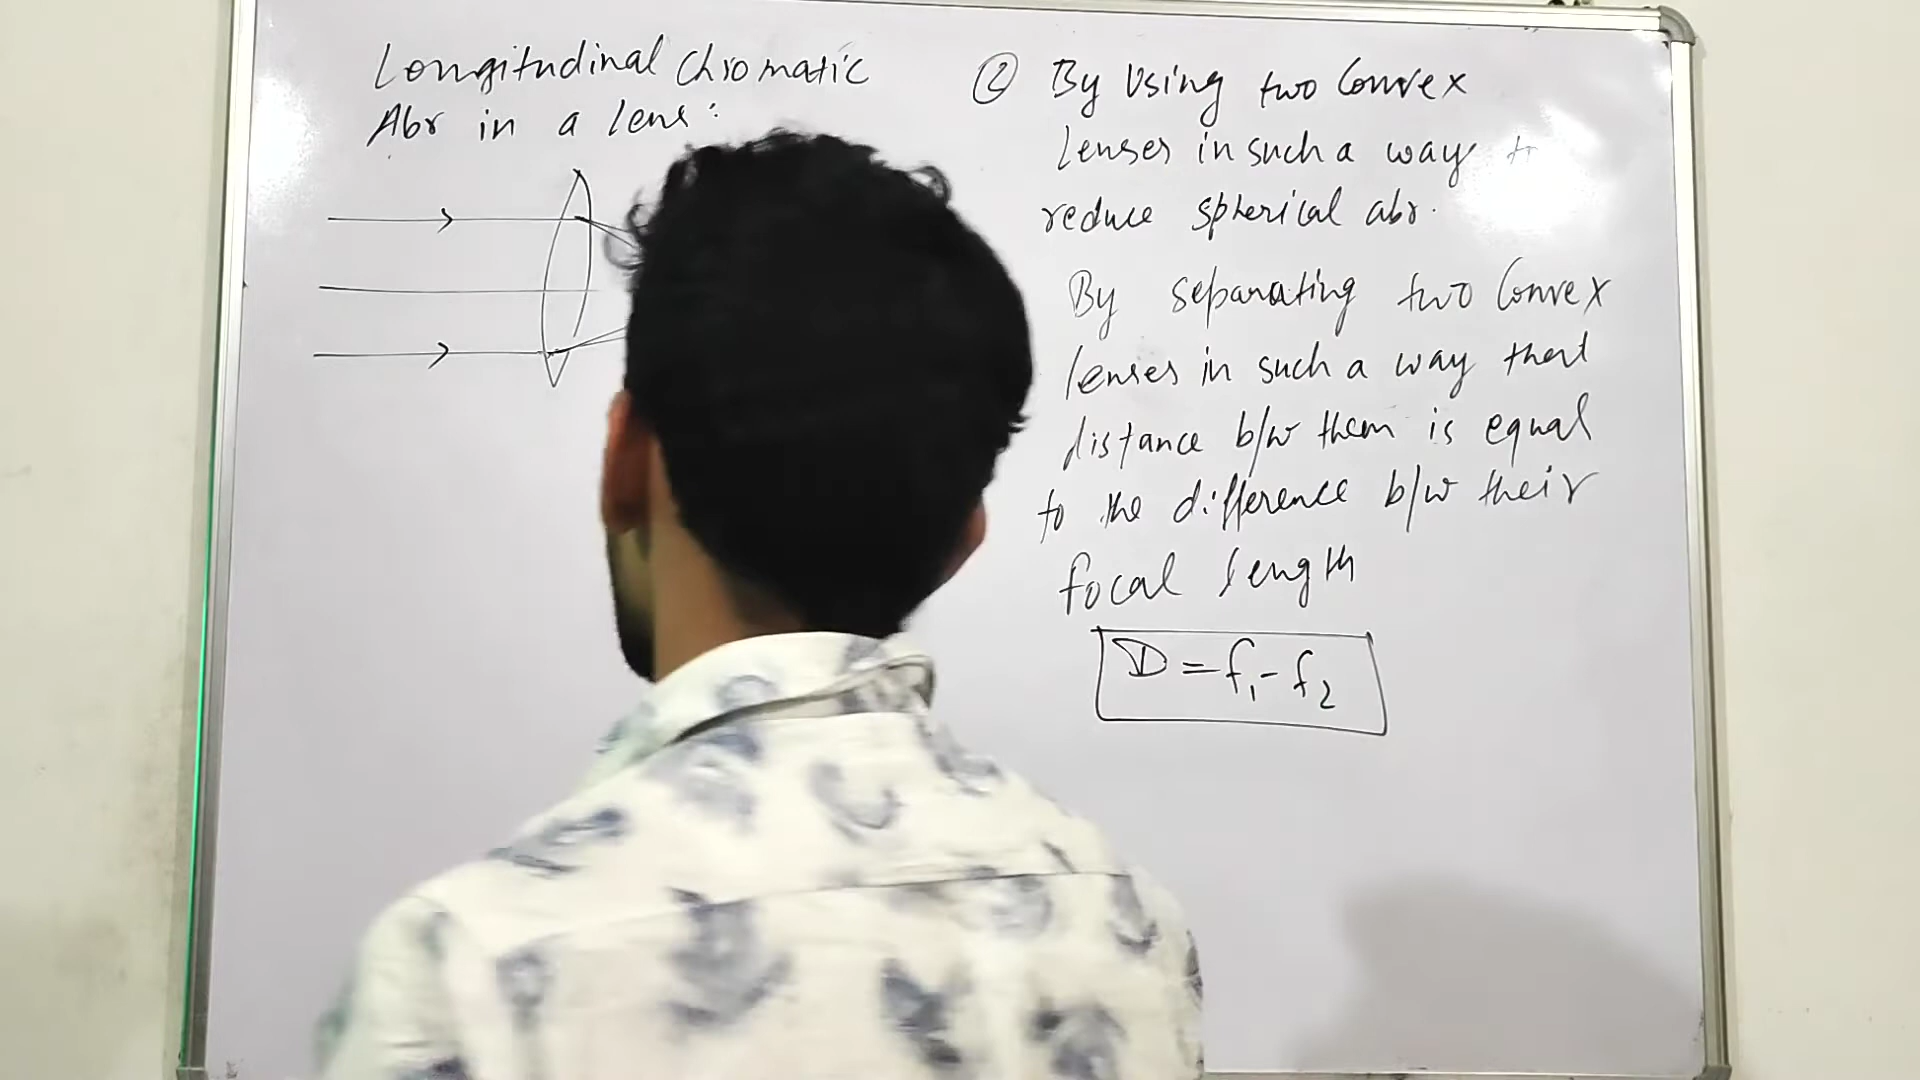 Longitudinal Chromatic
Abr in a lens:
② By Using two Convex
lenses in such a way to
reduce spherical abr.
By separating two Convex
lenses in such a way that
distance b/w them is equal
to the difference b/w their
focal length
D = f₁ - f₂